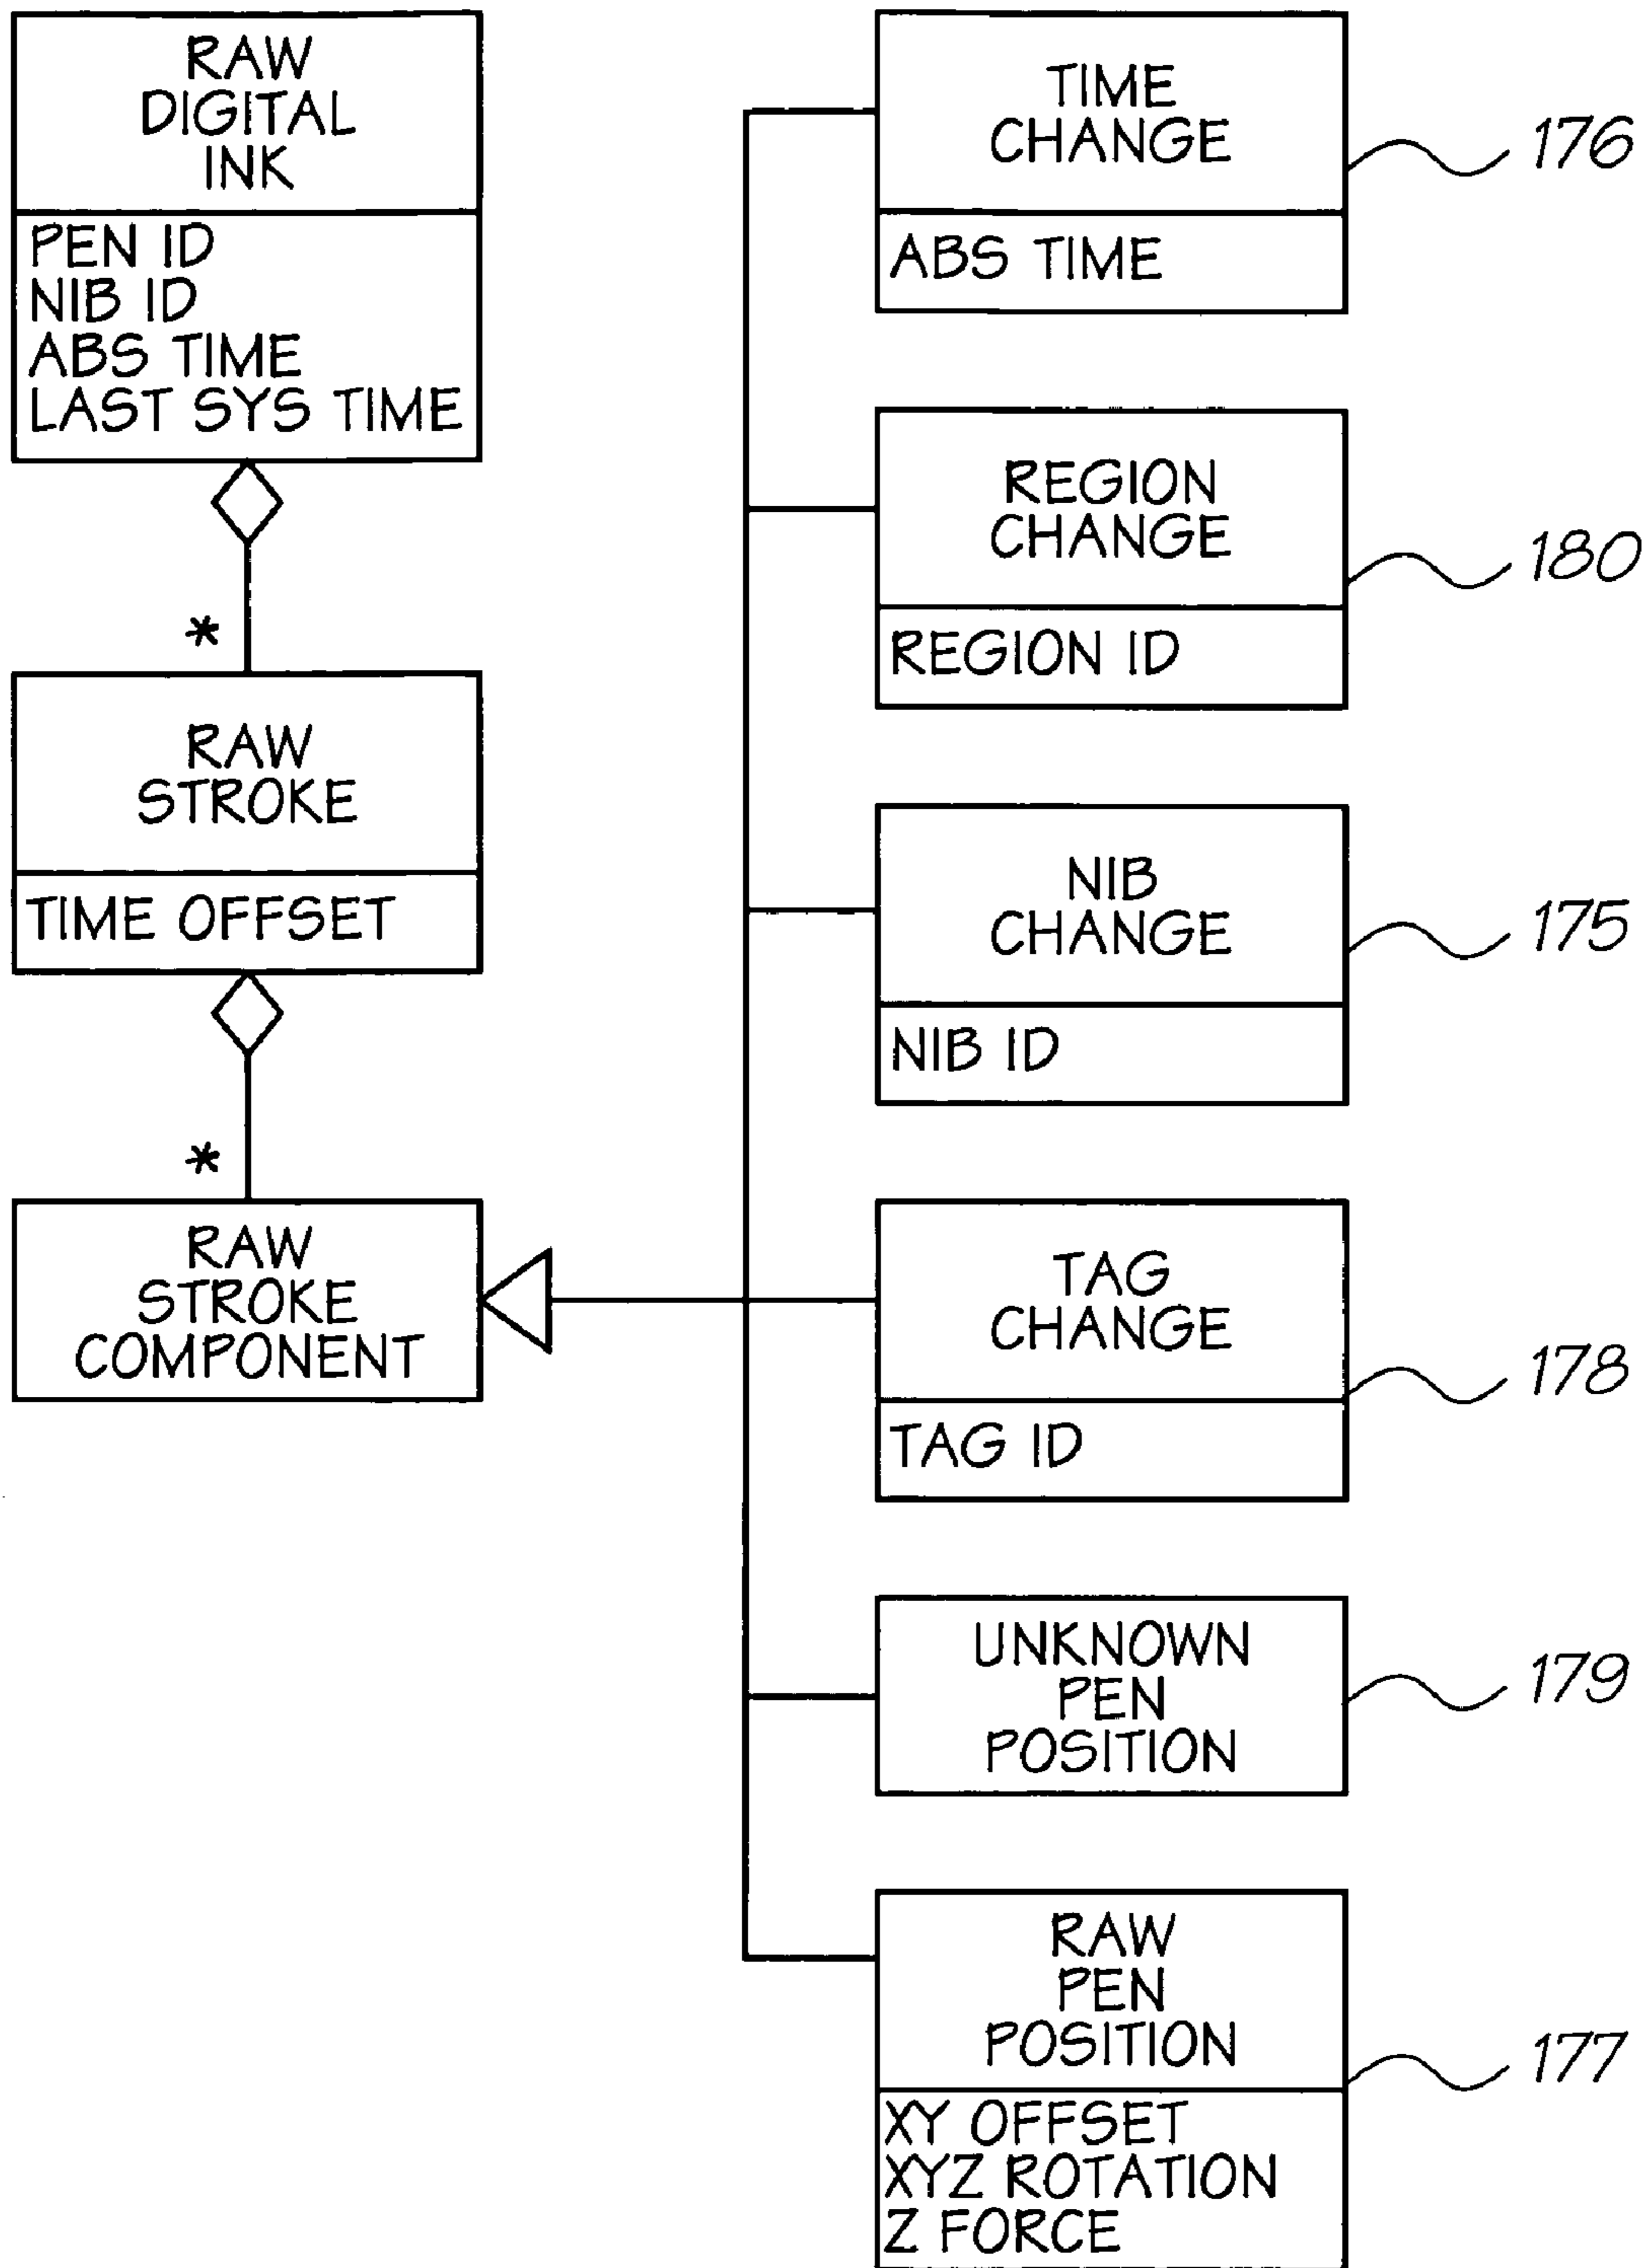 RAW
DIGITAL
INK
PEN ID
NIB ID
ABS TIME
LAST SYS TIME
*
RAW
STROKE
TIME OFFSET
*
RAW
STROKE
COMPONENT
TIME
CHANGE
ABS TIME
176
REGION
CHANGE
REGION ID
180
NIB
CHANGE
NIB ID
175
TAG
CHANGE
TAG ID
178
UNKNOWN
PEN
POSITION
179
RAW
PEN
POSITION
XY OFFSET
XYZ ROTATION
Z FORCE
177